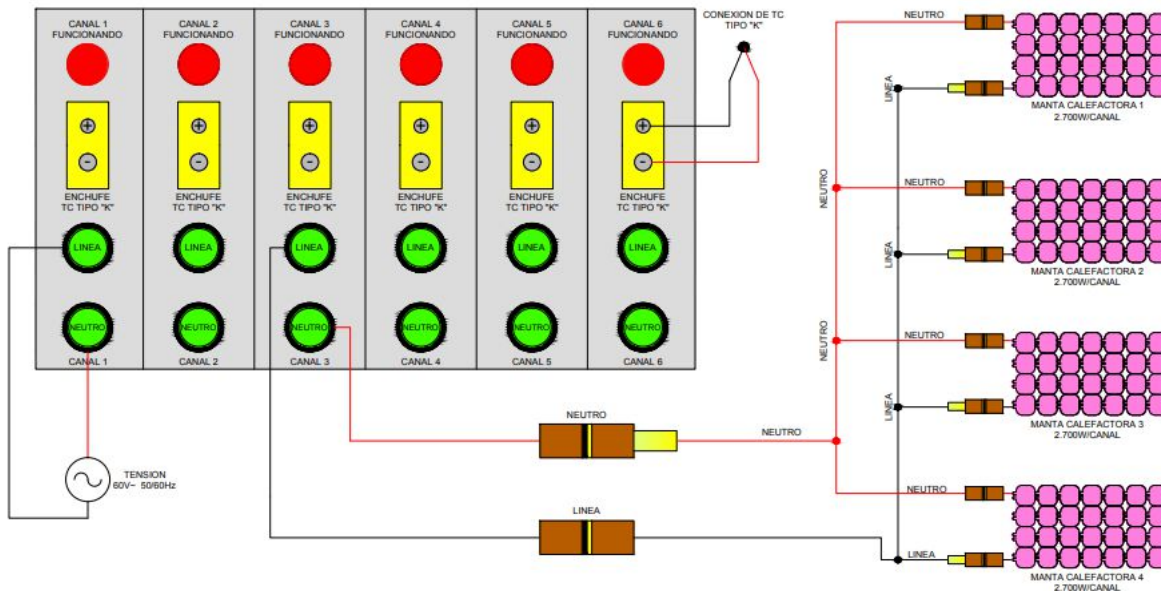 CANAL 1
FUNCIONANDO
CANAL 2
FUNCIONANDO
CANAL 3
FUNCIONANDO
CANAL 4
FUNCIONANDO
CANAL 5
FUNCIONANDO
CANAL 6
FUNCIONANDO
CONEXION DE TC
TIPO "K"
+
+
+
+
+
+
-
-
-
-
-
-
ENCHUFE
TC TIPO "K"
ENCHUFE
TC TIPO "K"
ENCHUFE
TC TIPO "K"
ENCHUFE
TC TIPO "K"
ENCHUFE
TC TIPO "K"
ENCHUFE
TC TIPO "K"
LINEA
LINEA
LINEA
LINEA
LINEA
LINEA
NEUTRO
NEUTRO
NEUTRO
NEUTRO
NEUTRO
NEUTRO
CANAL 1
CANAL 2
CANAL 3
CANAL 4
CANAL 5
CANAL 6
TENSION
60V~ 50/60Hz
NEUTRO
NEUTRO
LINEA
NEUTRO
LINEA
MANTA CALEFACTORA 1
2.700W/CANAL
NEUTRO
NEUTRO
LINEA
MANTA CALEFACTORA 2
2.700W/CANAL
NEUTRO
NEUTRO
LINEA
MANTA CALEFACTORA 3
2.700W/CANAL
NEUTRO
LINEA
MANTA CALEFACTORA 4
2.700W/CANAL